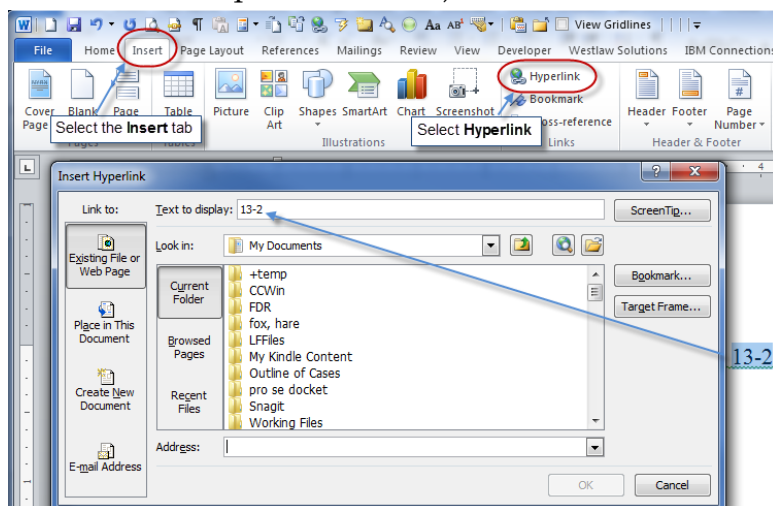 W View Gridlines
File Home Insert Page Layout References Mailings Review View Developer Westlaw Solutions IBM Connections
Hyperlink
Bookmark
ss-reference
Cover Page Blank Page Table Picture Clip Art Shapes SmartArt Chart Screenshot Header Footer Page Number
Select the Insert tab
Select Hyperlink
Pages Tables Illustrations Links Header & Footer
L 4
Insert Hyperlink ? X
Link to: Text to display: 13-2 ScreenTip...
Existing File or Web Page
Look in: My Documents
Place in This Document
Create New Document
E-mail Address
Current Folder
Browsed Pages
Recent Files
+temp
CCWin
FDR
fox, hare
LFFiles
My Kindle Content
Outline of Cases
pro se docket
Snagit
Working Files
Bookmark...
Target Frame...
13-2
Address:
OK Cancel